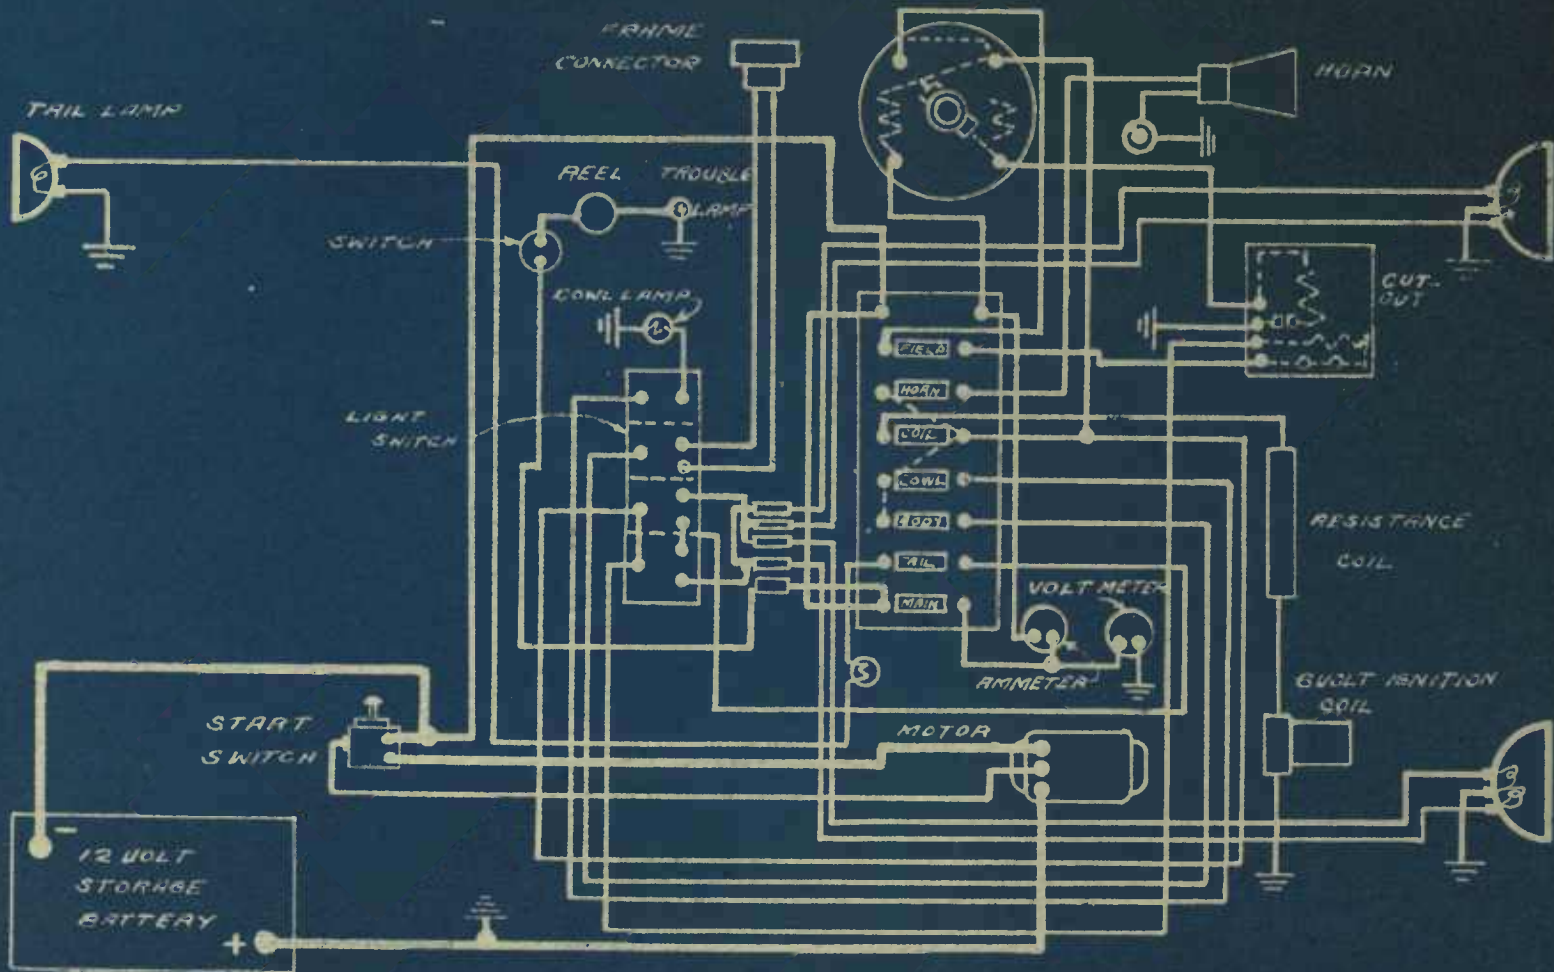 FRAME
CONNECTOR
HORN
TAIL LAMP
REEL
TROUBLE
LAMP
SWITCH
COWL LAMP
CUT-
OUT
FIELD
HORN
LIGHT
SWITCH
COIL
COWL
BODY
RESISTANCE
COIL
TAIL
MAIN
VOLT METER
AMMETER
6 VOLT IGNITION
COIL
START
SWITCH
MOTOR
-
12 VOLT
STORAGE
BATTERY
+